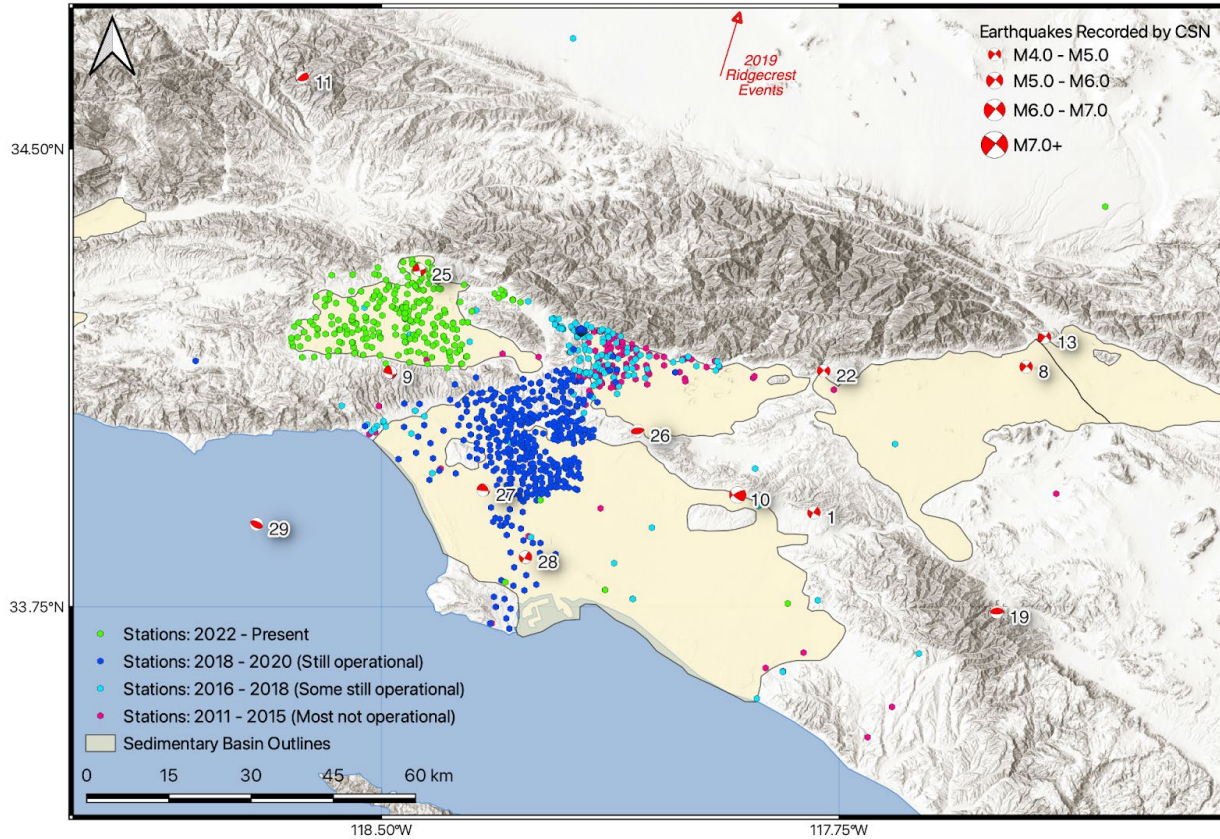 Earthquakes Recorded by CSN
M4.0 - M5.0
M5.0 - M6.0
M6.0 - M7.0
M7.0+
2019
Ridgecrest
Events
11
34.50°N
25
13
9
22
8
26
27
10
1
29
28
33.75°N
19
Stations: 2022 - Present
Stations: 2018 - 2020 (Still operational)
Stations: 2016 - 2018 (Some still operational)
Stations: 2011 - 2015 (Most not operational)
Sedimentary Basin Outlines
0 15 30 45 60 km
118.50°W
117.75°W